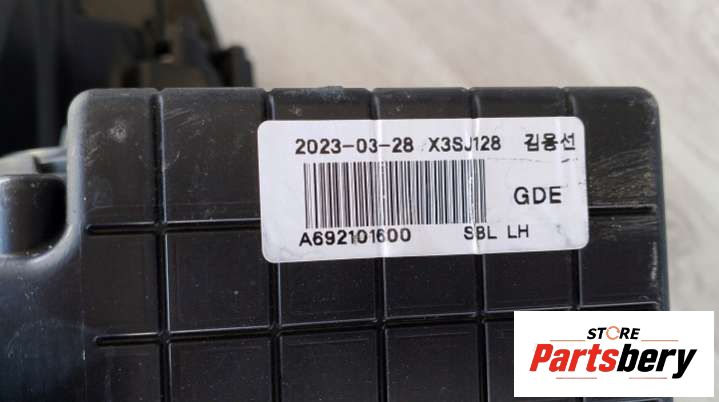 2023-03-28 X3SJ128 김용선
GDE
A692101600 SBL LH
STORE
Partsbery